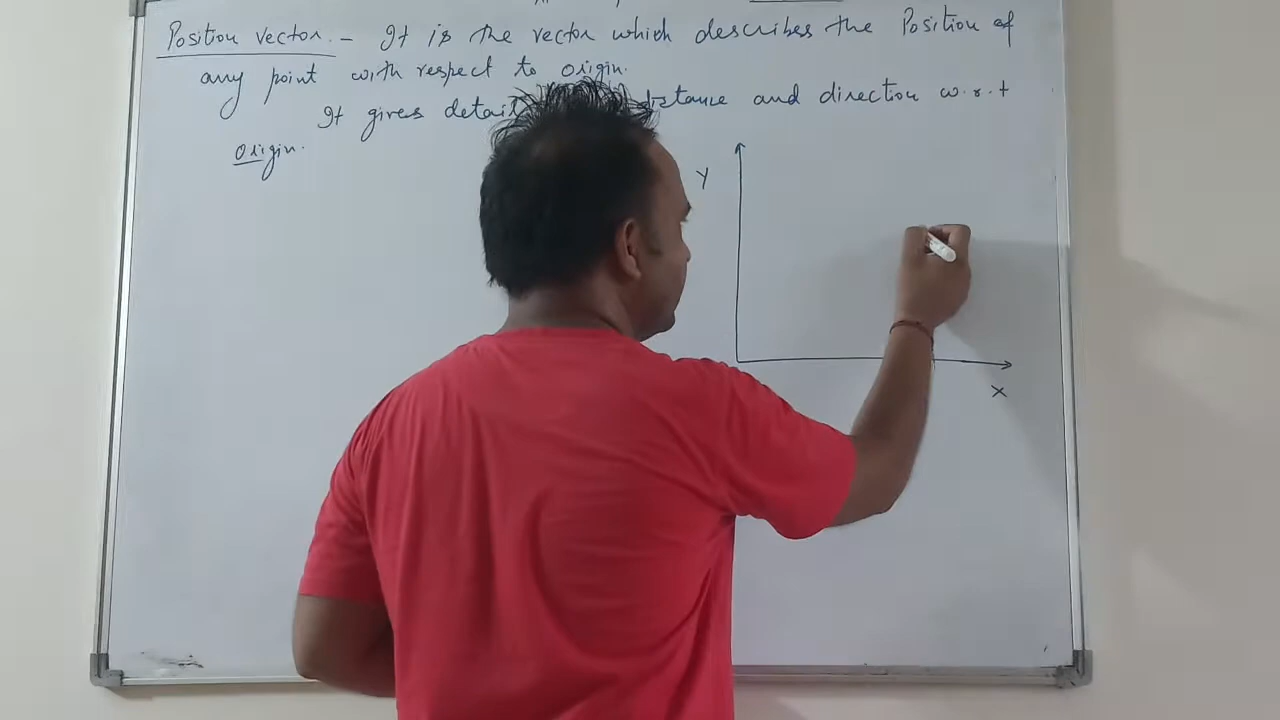 Position vector. - It is the vector which describes the Position of
any point with respect to origin.
It gives detail distance and direction w.r.t
origin.
Y
X